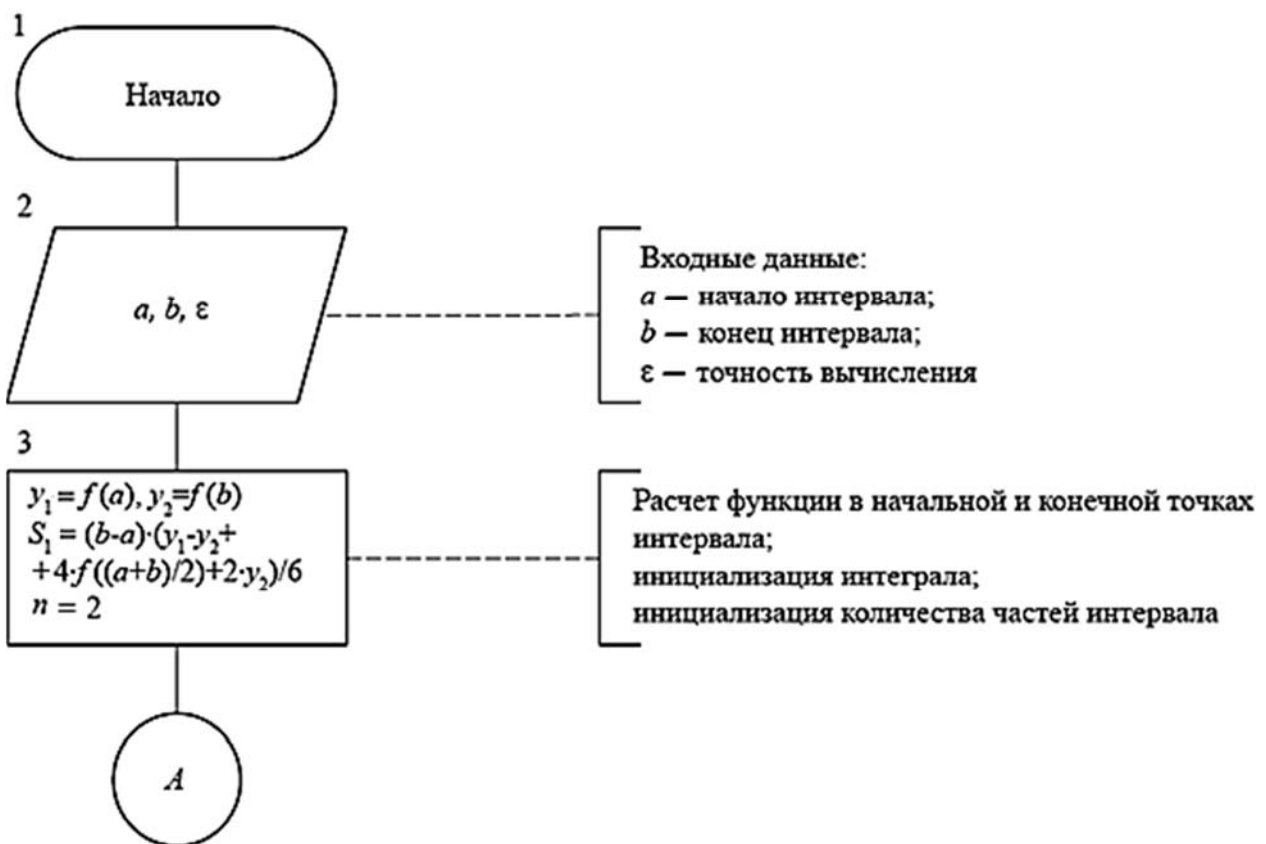 1
Начало
2
a, b, ε
Входные данные:
a — начало интервала;
b — конец интервала;
ε — точность вычисления
3
y₁ = f(a), y₂=f(b)
S₁ = (b-a)·(y₁-y₂+
+4·f((a+b)/2)+2·y₂)/6
n = 2
Расчет функции в начальной и конечной точках
интервала;
инициализация интеграла;
инициализация количества частей интервала
A